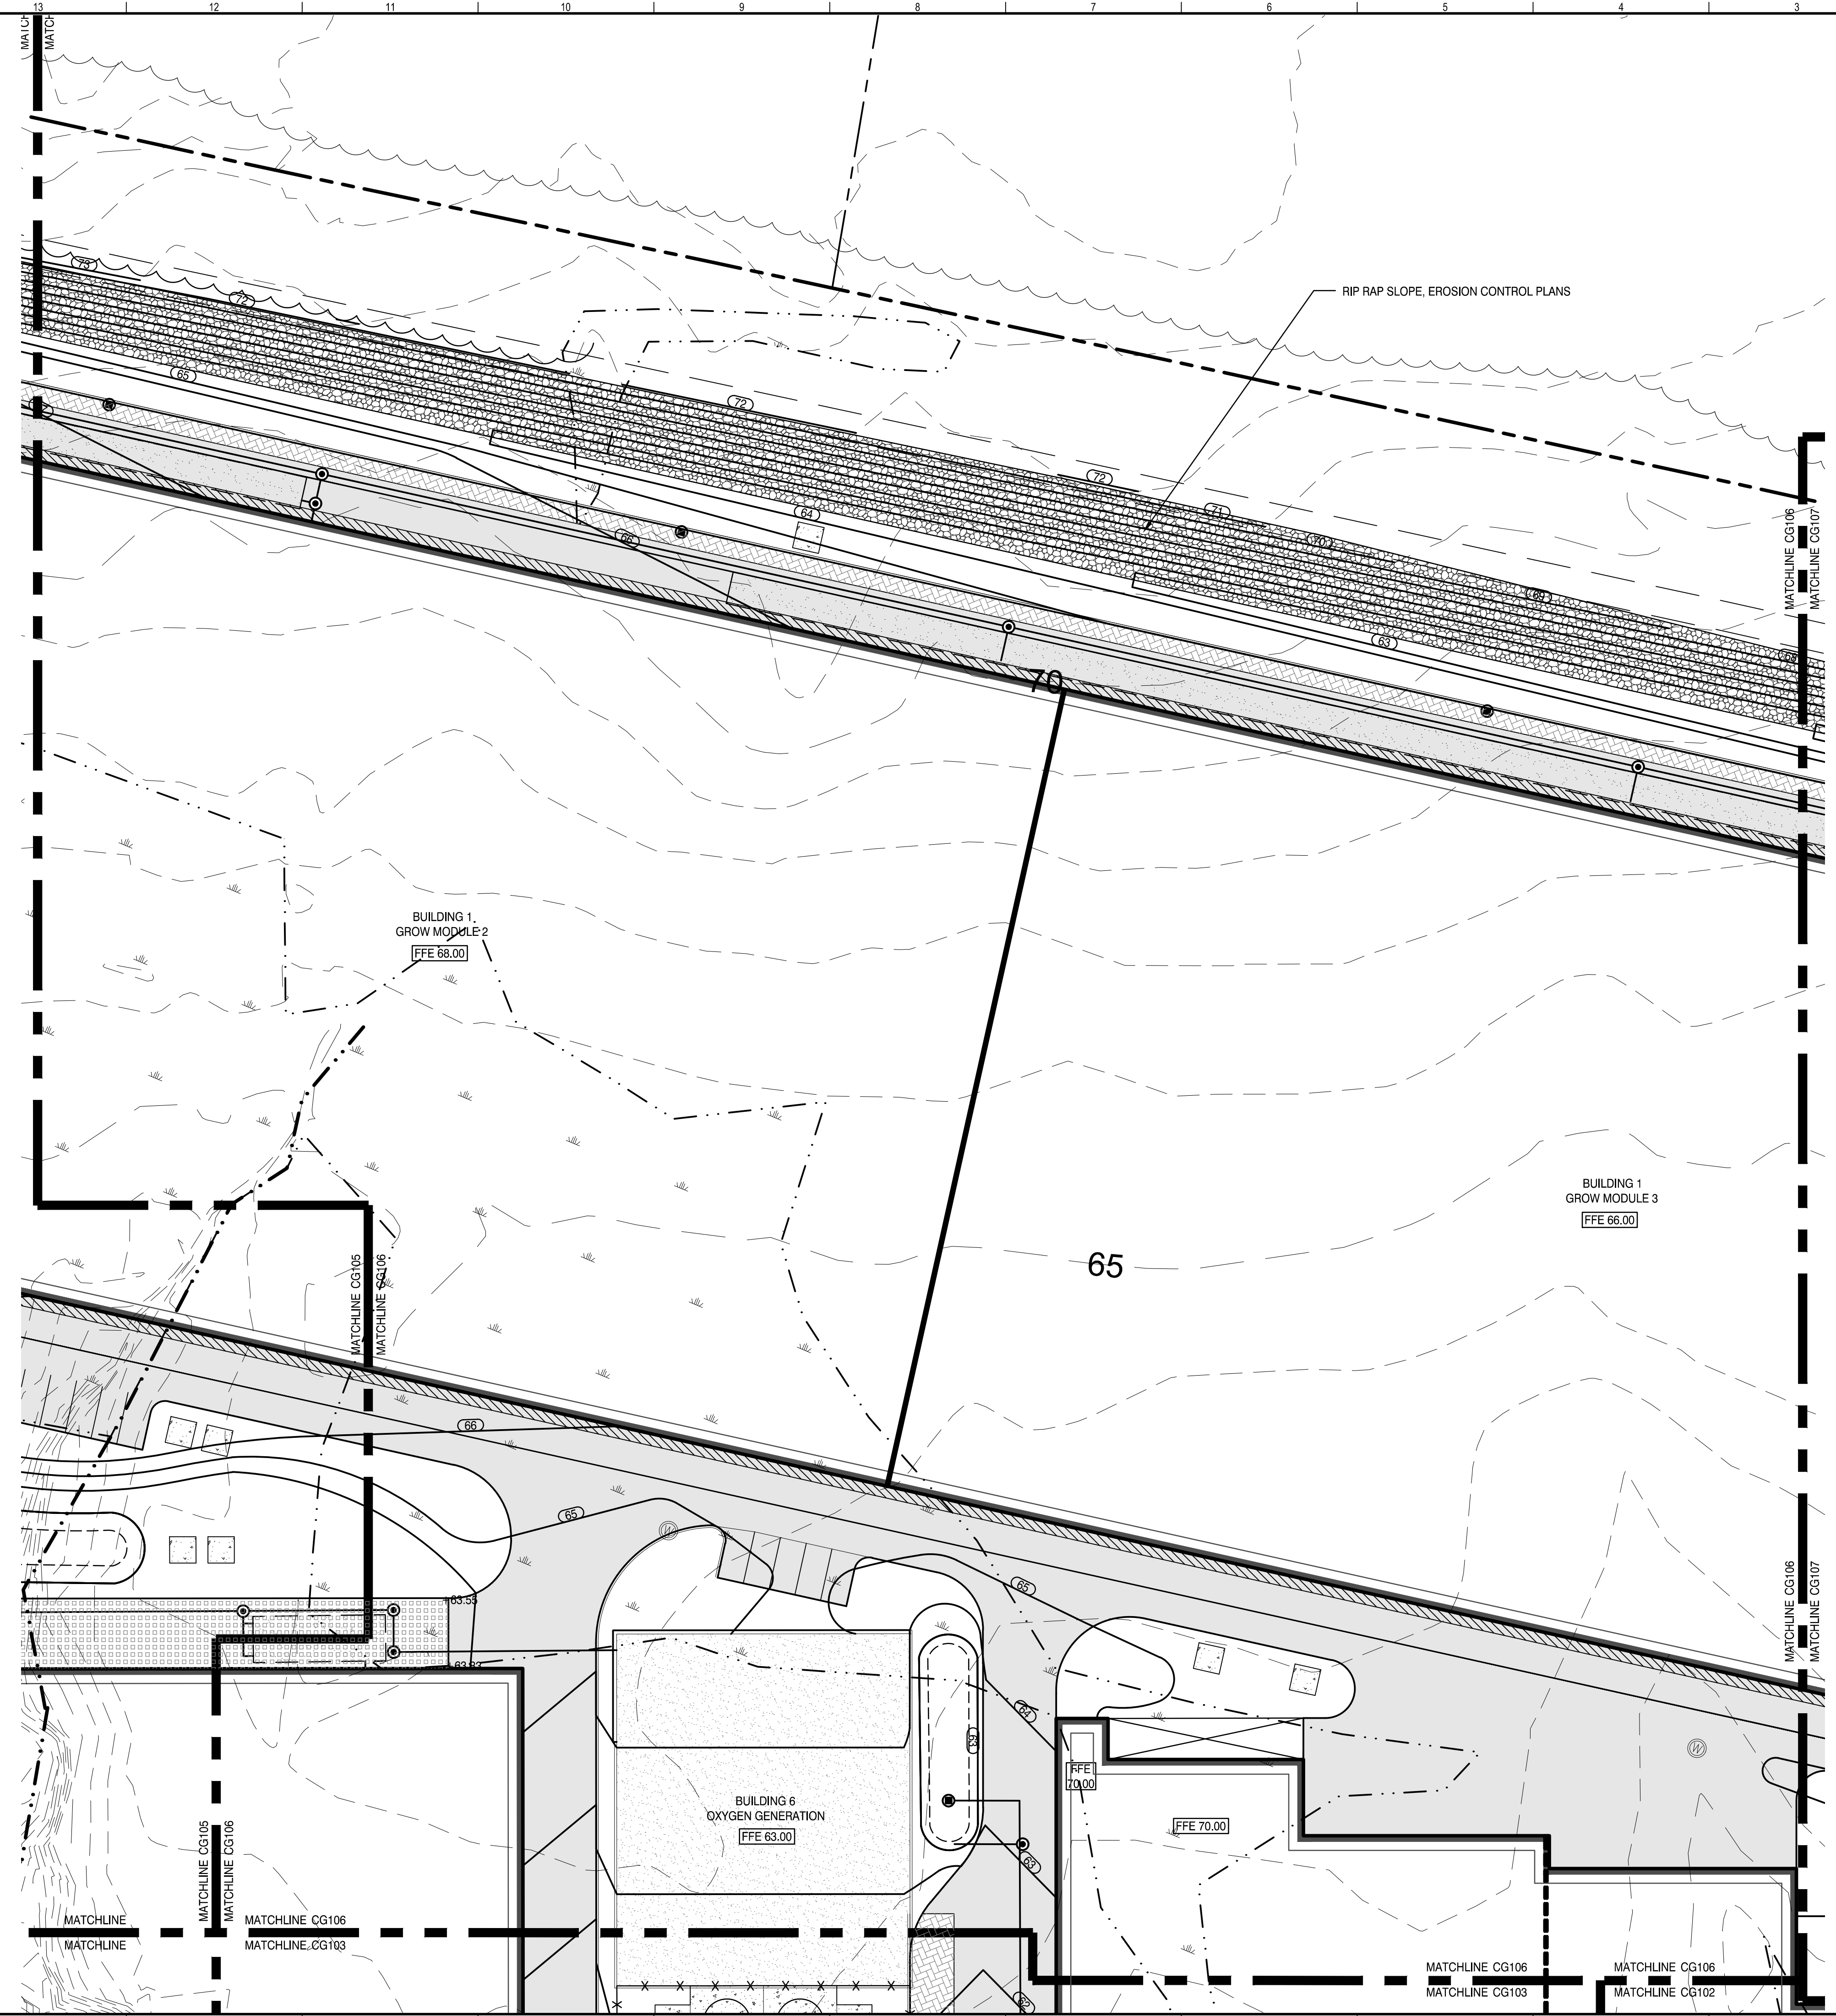 13
12
11
10
9
8
7
6
5
4
3
73
72
RIP RAP SLOPE, EROSION CONTROL PLANS
65
72
72
71
70
64
66
69
63
MATCHLINE CG106
MATCHLINE CG107
70
BUILDING 1
GROW MODULE 2
FFE 68.00
BUILDING 1
GROW MODULE 3
FFE 66.00
65
MATCHLINE CG105
MATCHLINE CG106
66
65
65
+63.55
W
MATCHLINE CG106
MATCHLINE CG107
64
63
W
FFE
70.00
BUILDING 6
OXYGEN GENERATION
FFE 63.00
FFE 70.00
63
MATCHLINE CG105
MATCHLINE CG106
MATCHLINE
MATCHLINE
MATCHLINE CG106
MATCHLINE CG103
MATCHLINE CG106
MATCHLINE CG103
MATCHLINE CG106
MATCHLINE CG102
62